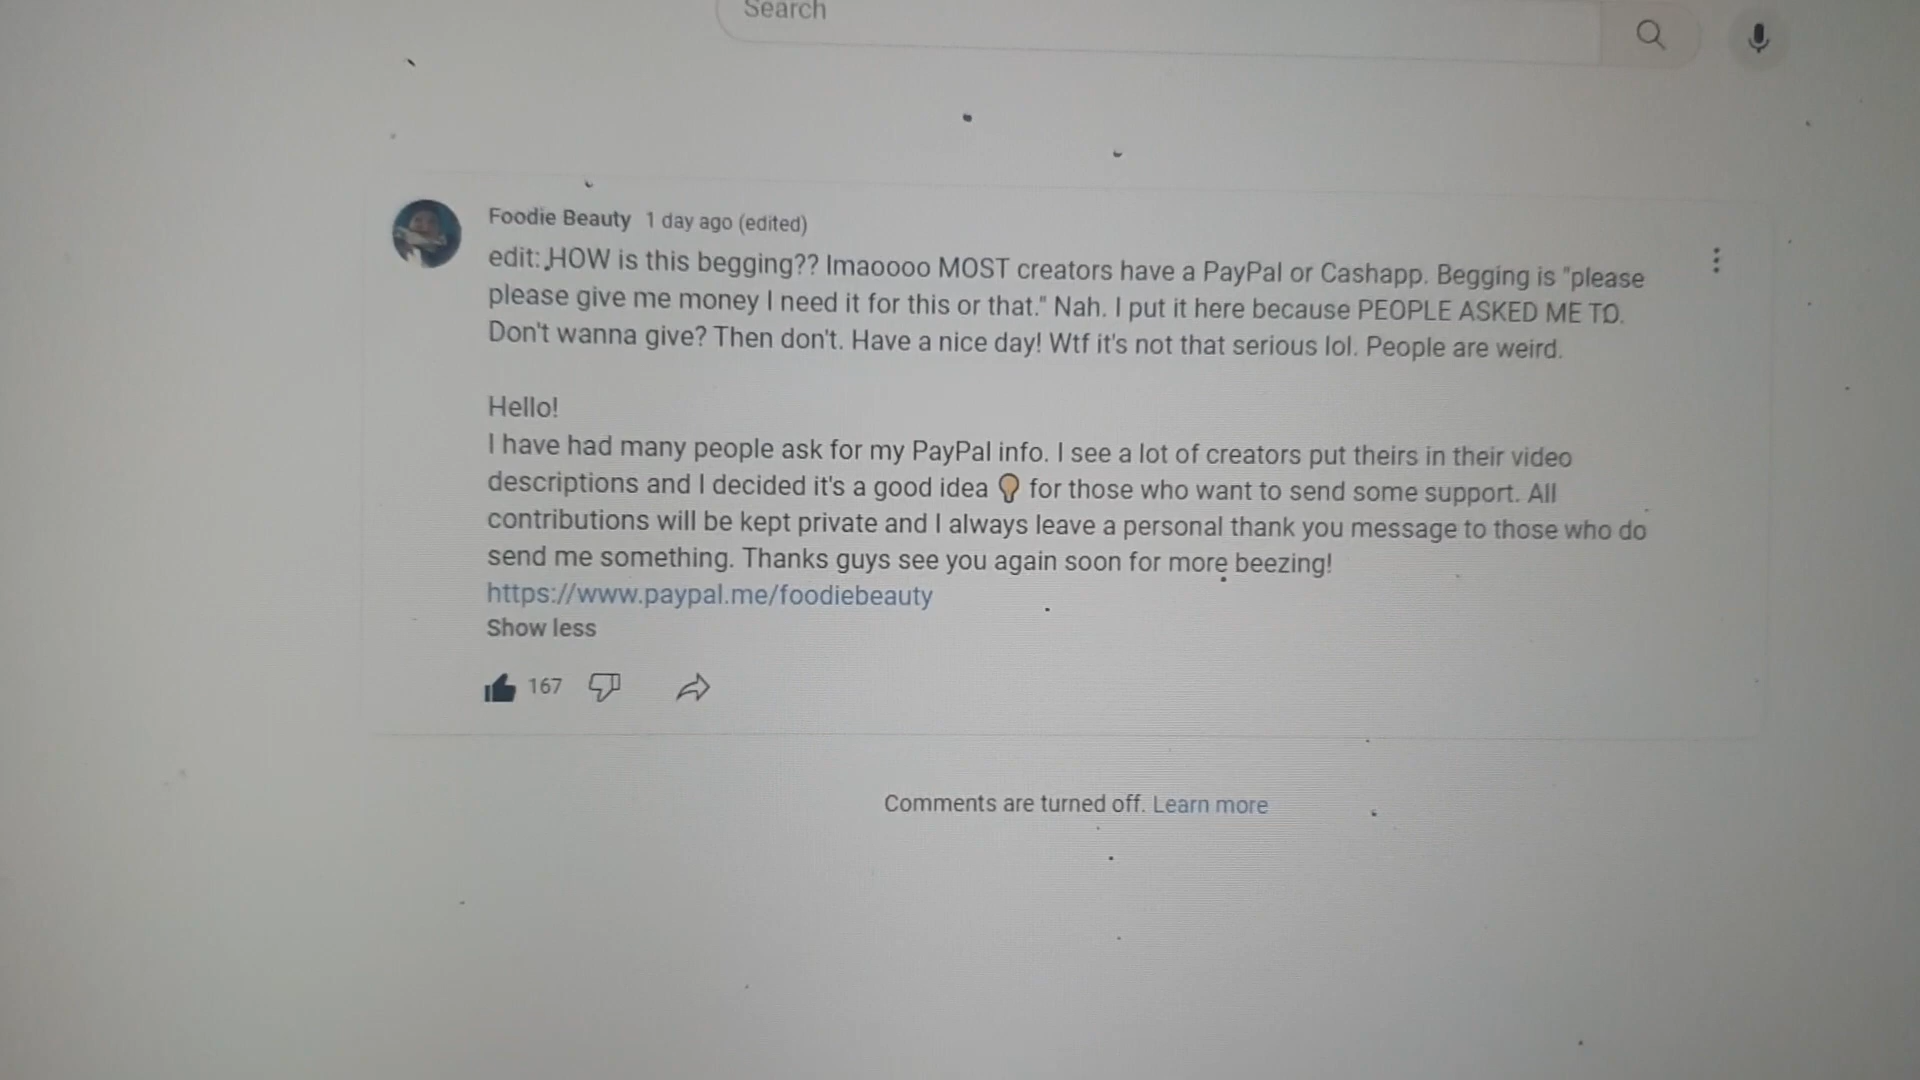 Search
Foodie Beauty 1 day ago (edited)
edit: HOW is this begging?? lmaoooo MOST creators have a PayPal or Cashapp. Begging is "please
please give me money I need it for this or that." Nah. I put it here because PEOPLE ASKED ME TO.
Don't wanna give? Then don't. Have a nice day! Wtf it's not that serious lol. People are weird.
Hello!
I have had many people ask for my PayPal info. I see a lot of creators put theirs in their video
descriptions and I decided it's a good idea 💡 for those who want to send some support. All
contributions will be kept private and I always leave a personal thank you message to those who do
send me something. Thanks guys see you again soon for more beezing!
https://www.paypal.me/foodiebeauty
Show less
167
Comments are turned off. Learn more